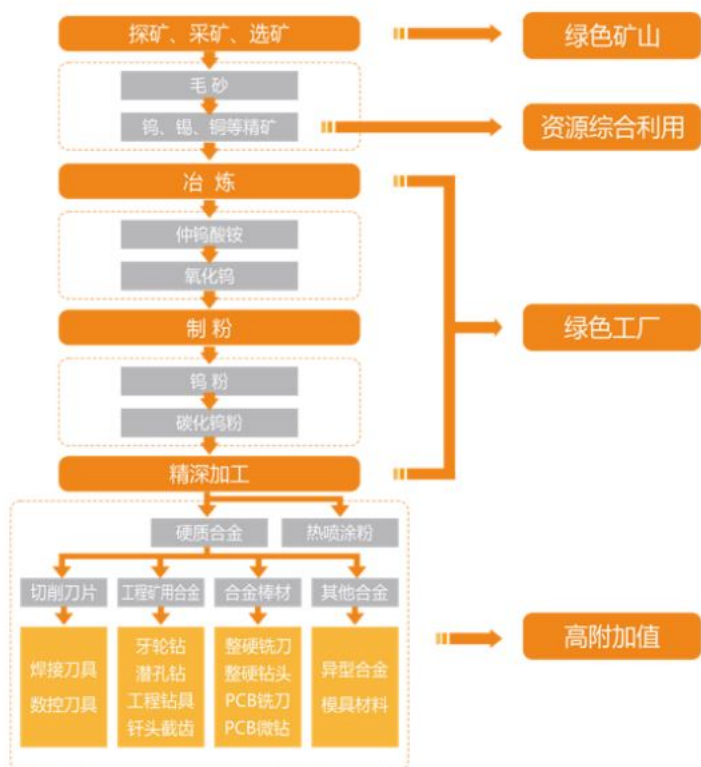 探矿、采矿、选矿
绿色矿山
毛砂
钨、锡、铜等精矿
资源综合利用
冶炼
仲钨酸铵
氧化钨
制粉
绿色工厂
钨粉
碳化钨粉
精深加工
硬质合金
热喷涂粉
切削刀片
工程矿用合金
合金棒材
其他合金
焊接刀具
数控刀具
牙轮钻
潜孔钻
工程钻具
钎头截齿
整硬铣刀
整硬钻头
PCB铣刀
PCB微钻
异型合金
模具材料
高附加值